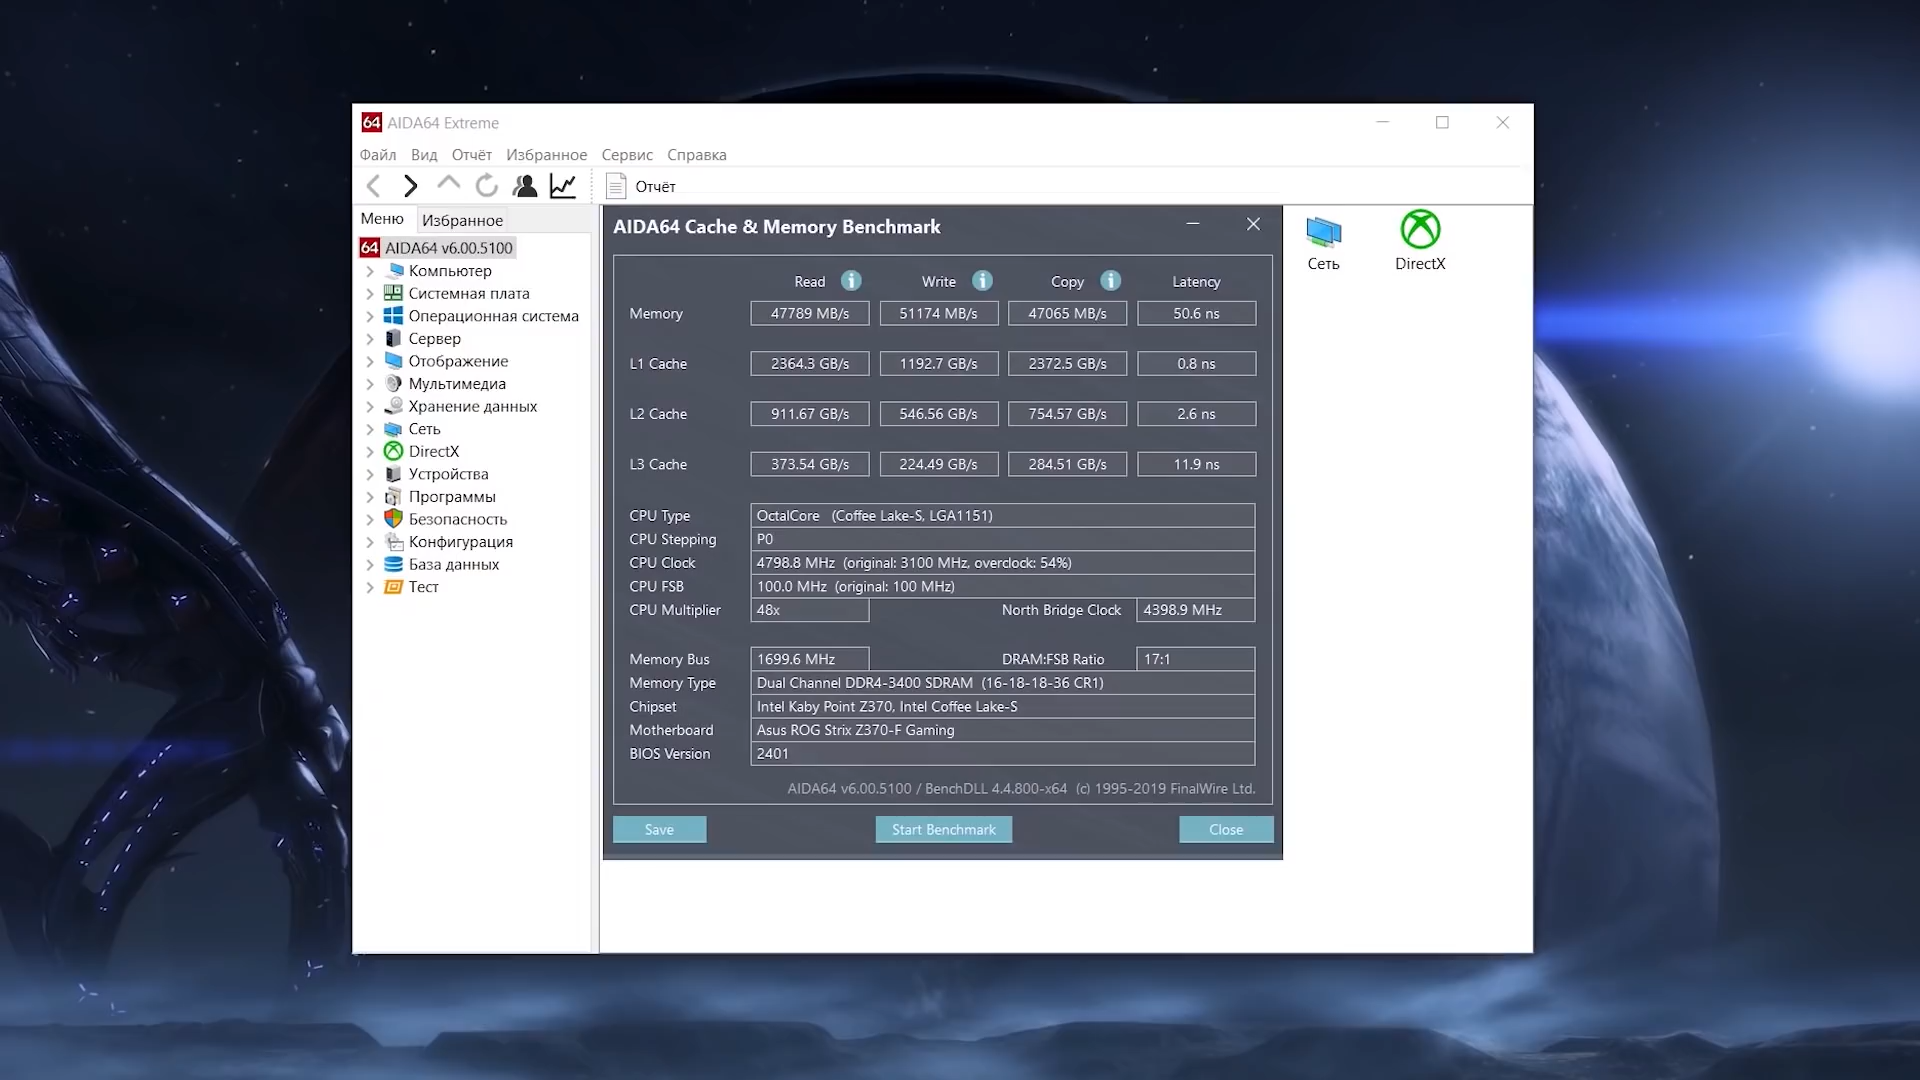 64 AIDA64 Extreme
Файл Вид Отчёт Избранное Сервис Справка
Отчёт
Меню Избранное
64 AIDA64 v6.00.5100
Компьютер
Системная плата
Операционная система
Сервер
Отображение
Мультимедиа
Хранение данных
Сеть
DirectX
Устройства
Программы
Безопасность
Конфигурация
База данных
Тест
AIDA64 Cache & Memory Benchmark
Read Write Copy Latency
Memory 47789 MB/s 51174 MB/s 47065 MB/s 50.6 ns
L1 Cache 2364.3 GB/s 1192.7 GB/s 2372.5 GB/s 0.8 ns
L2 Cache 911.67 GB/s 546.56 GB/s 754.57 GB/s 2.6 ns
L3 Cache 373.54 GB/s 224.49 GB/s 284.51 GB/s 11.9 ns
CPU Type OctalCore (Coffee Lake-S, LGA1151)
CPU Stepping P0
CPU Clock 4798.8 MHz (original: 3100 MHz, overclock: 54%)
CPU FSB 100.0 MHz (original: 100 MHz)
CPU Multiplier 48x North Bridge Clock 4398.9 MHz
Memory Bus 1699.6 MHz DRAM:FSB Ratio 17:1
Memory Type Dual Channel DDR4-3400 SDRAM (16-18-18-36 CR1)
Chipset Intel Kaby Point Z370, Intel Coffee Lake-S
Motherboard Asus ROG Strix Z370-F Gaming
BIOS Version 2401
AIDA64 v6.00.5100 / BenchDLL 4.4.800-x64 (c) 1995-2019 FinalWire Ltd.
Save Start Benchmark Close
Сеть DirectX